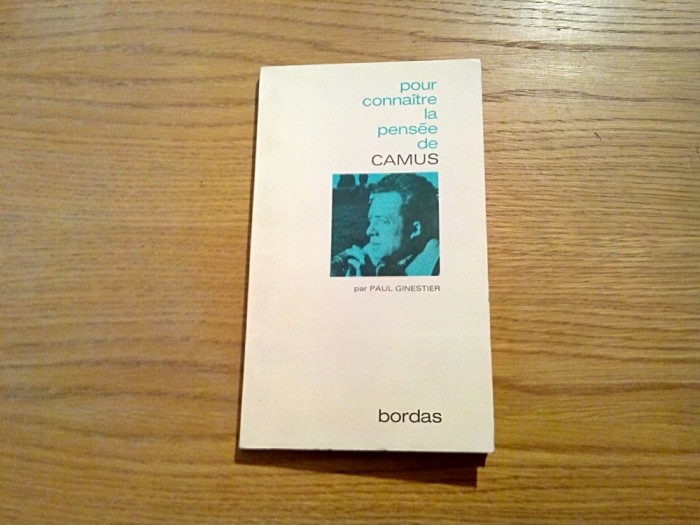 pour
connaître
la
pensée
de
CAMUS
par PAUL GINESTIER
bordas